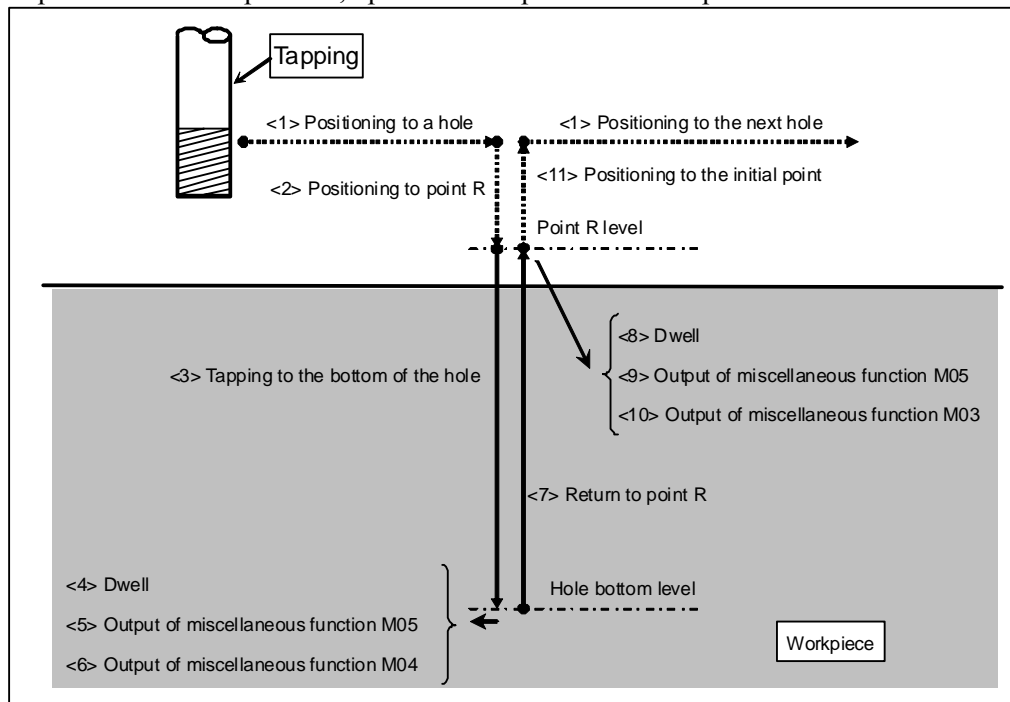 Tapping
<1> Positioning to a hole
<1> Positioning to the next hole
<2> Positioning to point R
<11> Positioning to the initial point
Point R level
<3> Tapping to the bottom of the hole
<8> Dwell
<9> Output of miscellaneous function M05
<10> Output of miscellaneous function M03
<7> Return to point R
<4> Dwell
<5> Output of miscellaneous function M05
<6> Output of miscellaneous function M04
Hole bottom level
Workpiece